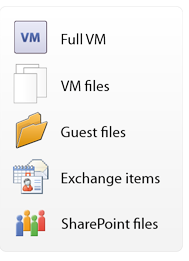 VM Full VM
VM files
Guest files
Exchange items
SharePoint files